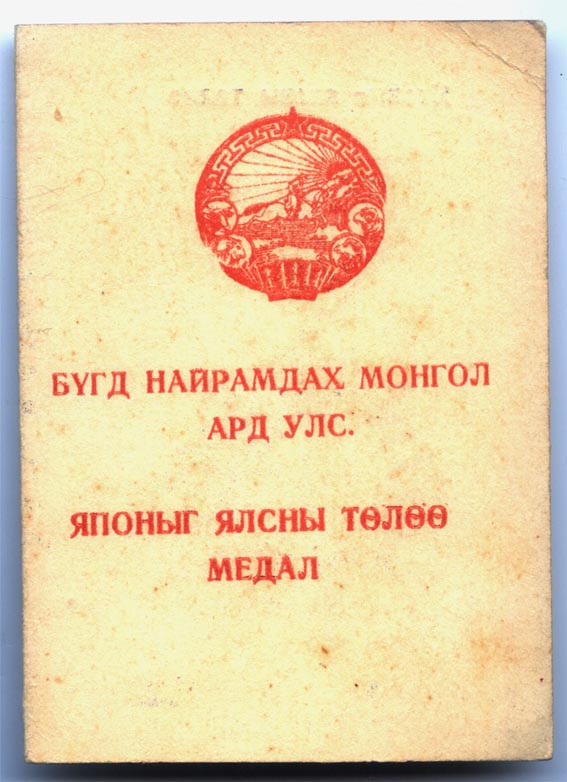 БҮГД НАЙРАМДАХ МОНГОЛ
АРД УЛС.
ЯПОНЫГ ЯЛСНЫ ТӨЛӨӨ
МЕДАЛ